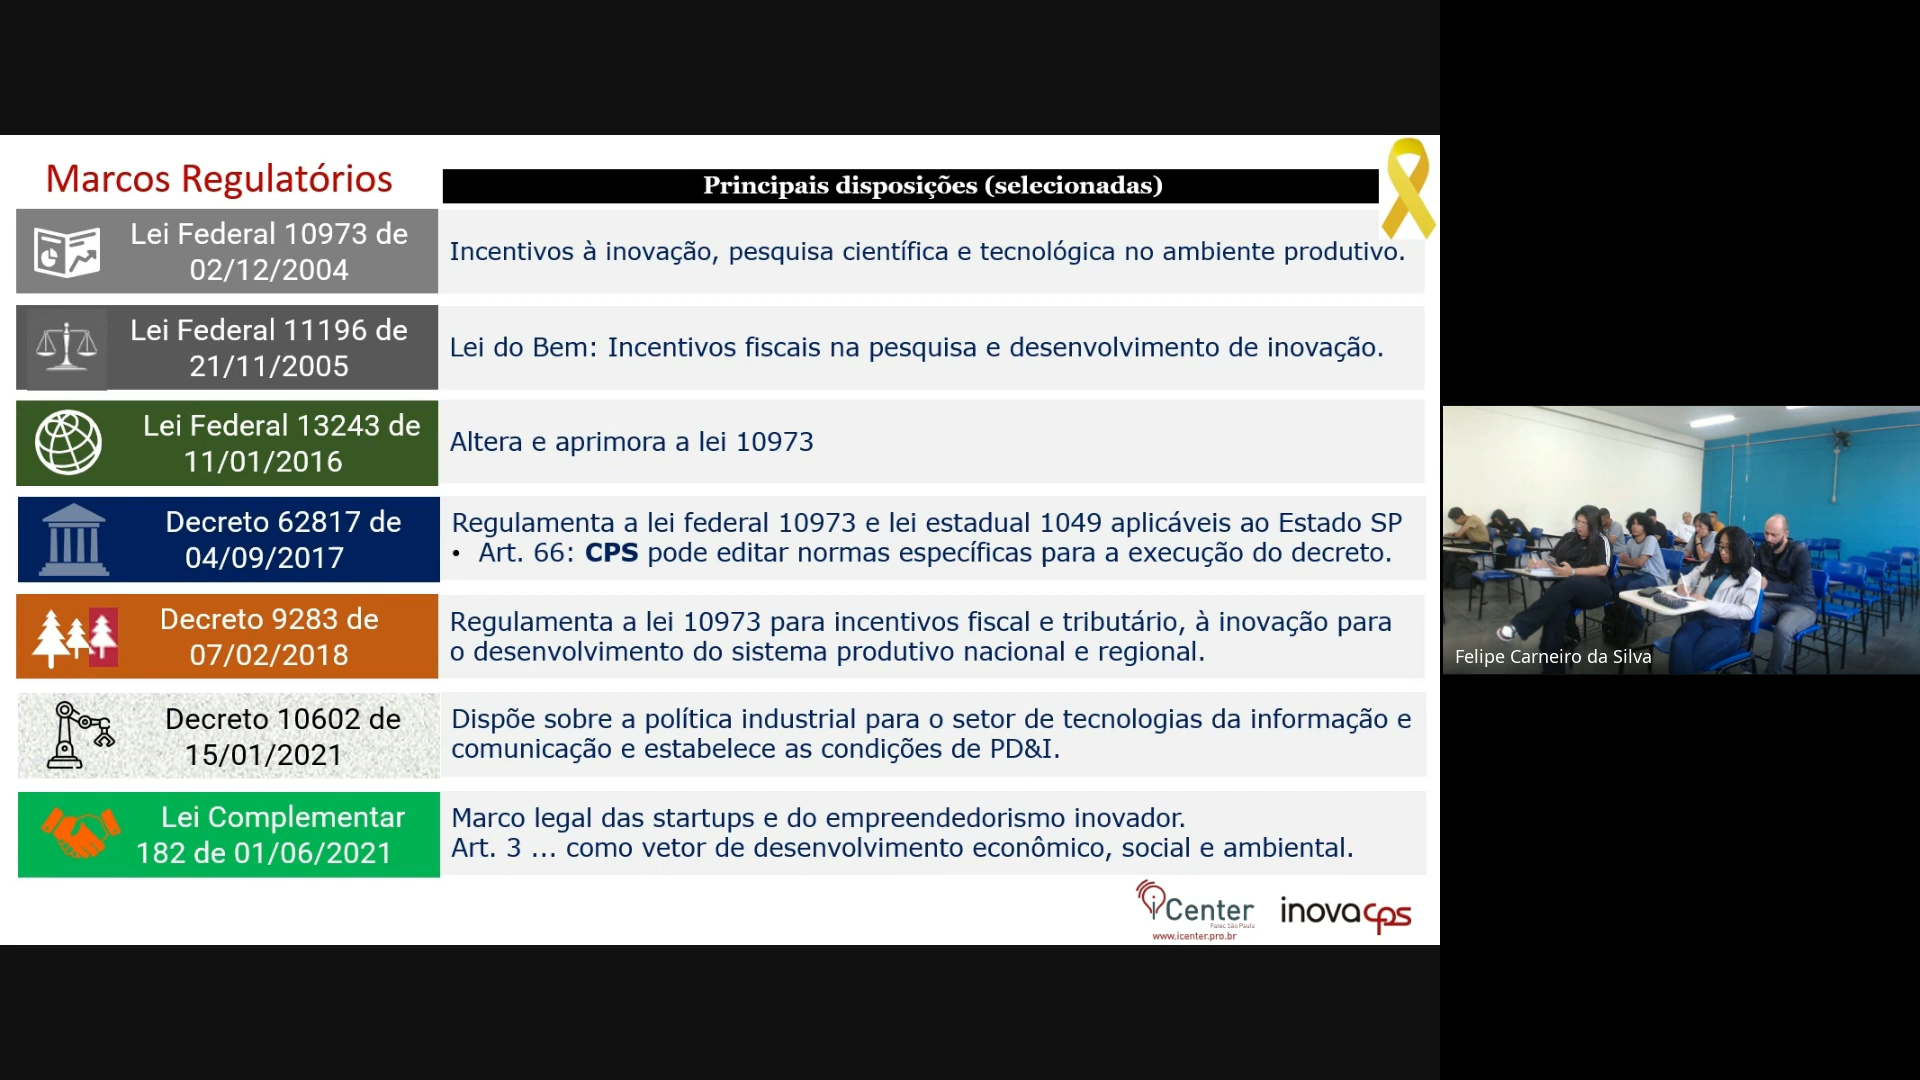 Marcos Regulatórios
Principais disposições (selecionadas)
Lei Federal 10973 de
02/12/2004
Incentivos à inovação, pesquisa científica e tecnológica no ambiente produtivo.
Lei Federal 11196 de
21/11/2005
Lei do Bem: Incentivos fiscais na pesquisa e desenvolvimento de inovação.
Lei Federal 13243 de
11/01/2016
Altera e aprimora a lei 10973
Decreto 62817 de
04/09/2017
Regulamenta a lei federal 10973 e lei estadual 1049 aplicáveis ao Estado SP
• Art. 66: CPS pode editar normas específicas para a execução do decreto.
Decreto 9283 de
07/02/2018
Regulamenta a lei 10973 para incentivos fiscal e tributário, à inovação para
o desenvolvimento do sistema produtivo nacional e regional.
Decreto 10602 de
15/01/2021
Dispõe sobre a política industrial para o setor de tecnologias da informação e
comunicação e estabelece as condições de PD&I.
Lei Complementar
182 de 01/06/2021
Marco legal das startups e do empreendedorismo inovador.
Art. 3 ... como vetor de desenvolvimento econômico, social e ambiental.
iCenter
Fatec São Paulo
www.icenter.pro.br
inovacps
Felipe Carneiro da Silva